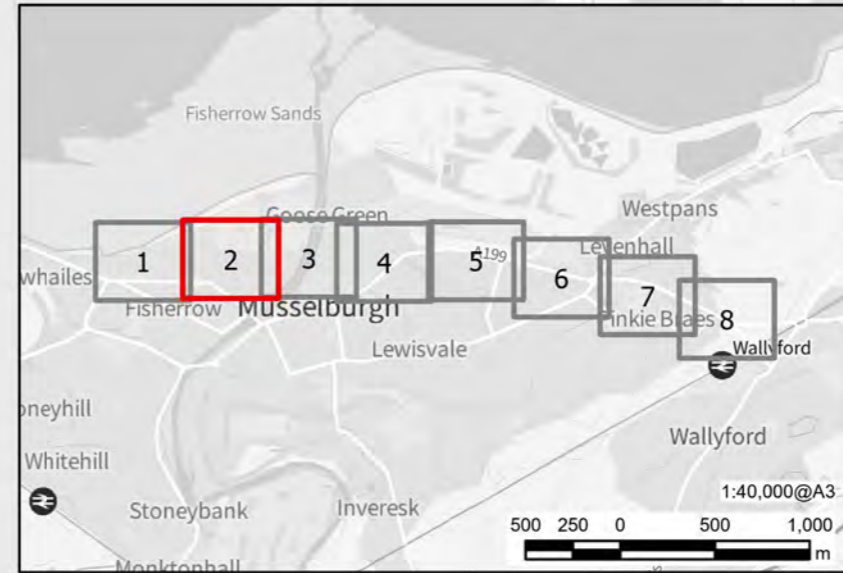 Fisherrow Sands
Westpans
Goose Green
Levenhall
A199
1
2
3
4
5
6
7
8
whailes
Fisherrow
Musselburgh
inkie Braes
Lewisvale
Wallyford
oneyhill
Wallyford
Whitehill
1:40,000@A3
Stoneybank
Inveresk
500 250 0 500 1,000
m
Monktonhall